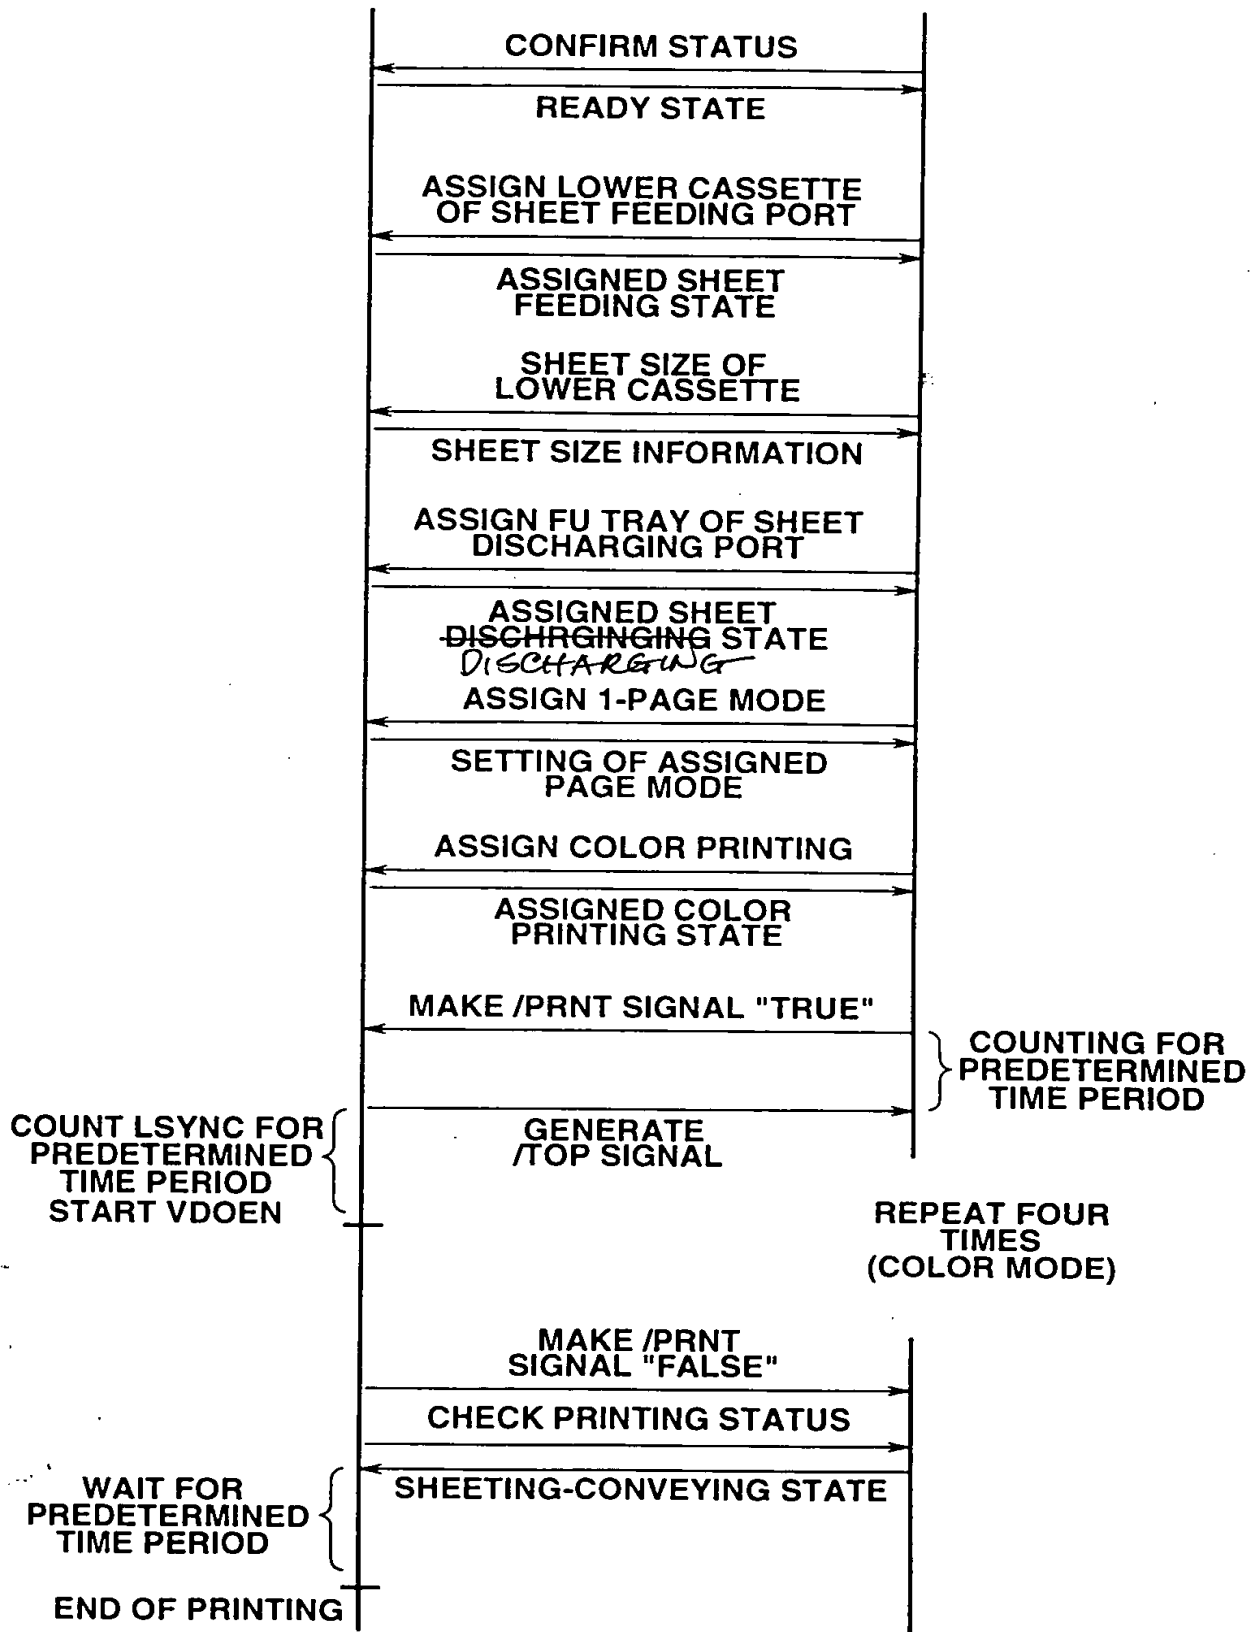 CONFIRM STATUS
READY STATE
ASSIGN LOWER CASSETTE
OF SHEET FEEDING PORT
ASSIGNED SHEET
FEEDING STATE
SHEET SIZE OF
LOWER CASSETTE
SHEET SIZE INFORMATION
ASSIGN FU TRAY OF SHEET
DISCHARGING PORT
ASSIGNED SHEET
DISCHRGINGING STATE
DISCHARGING
ASSIGN 1-PAGE MODE
SETTING OF ASSIGNED
PAGE MODE
ASSIGN COLOR PRINTING
ASSIGNED COLOR
PRINTING STATE
MAKE /PRNT SIGNAL "TRUE"
COUNTING FOR
PREDETERMINED
TIME PERIOD
COUNT LSYNC FOR
PREDETERMINED
TIME PERIOD
START VDOEN
GENERATE
/TOP SIGNAL
REPEAT FOUR
TIMES
(COLOR MODE)
MAKE /PRNT
SIGNAL "FALSE"
CHECK PRINTING STATUS
SHEETING-CONVEYING STATE
WAIT FOR
PREDETERMINED
TIME PERIOD
END OF PRINTING